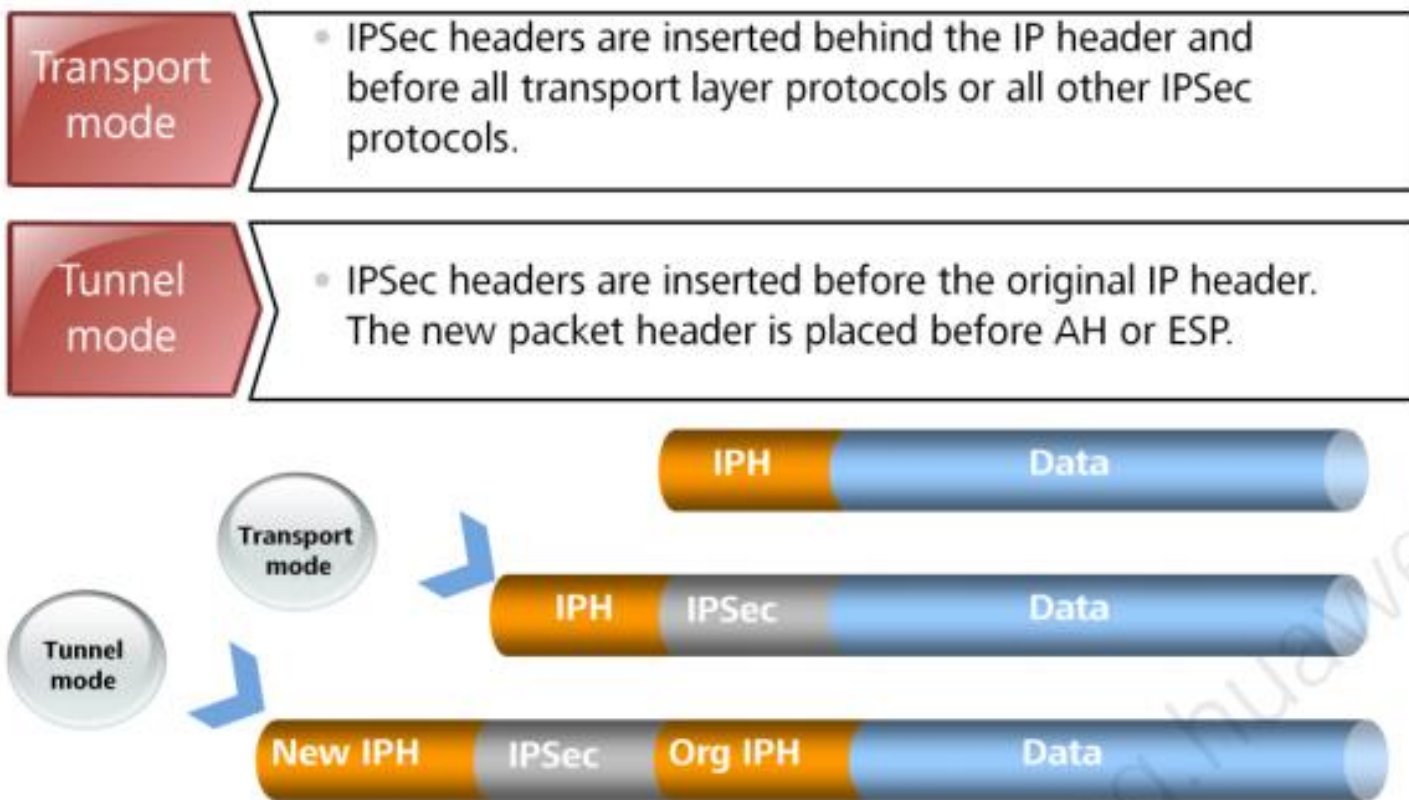 Transport
mode
• IPSec headers are inserted behind the IP header and
before all transport layer protocols or all other IPSec
protocols.
Tunnel
mode
• IPSec headers are inserted before the original IP header.
The new packet header is placed before AH or ESP.
IPH Data
Transport
mode
IPH IPSec Data
Tunnel
mode
New IPH IPSec Org IPH Data